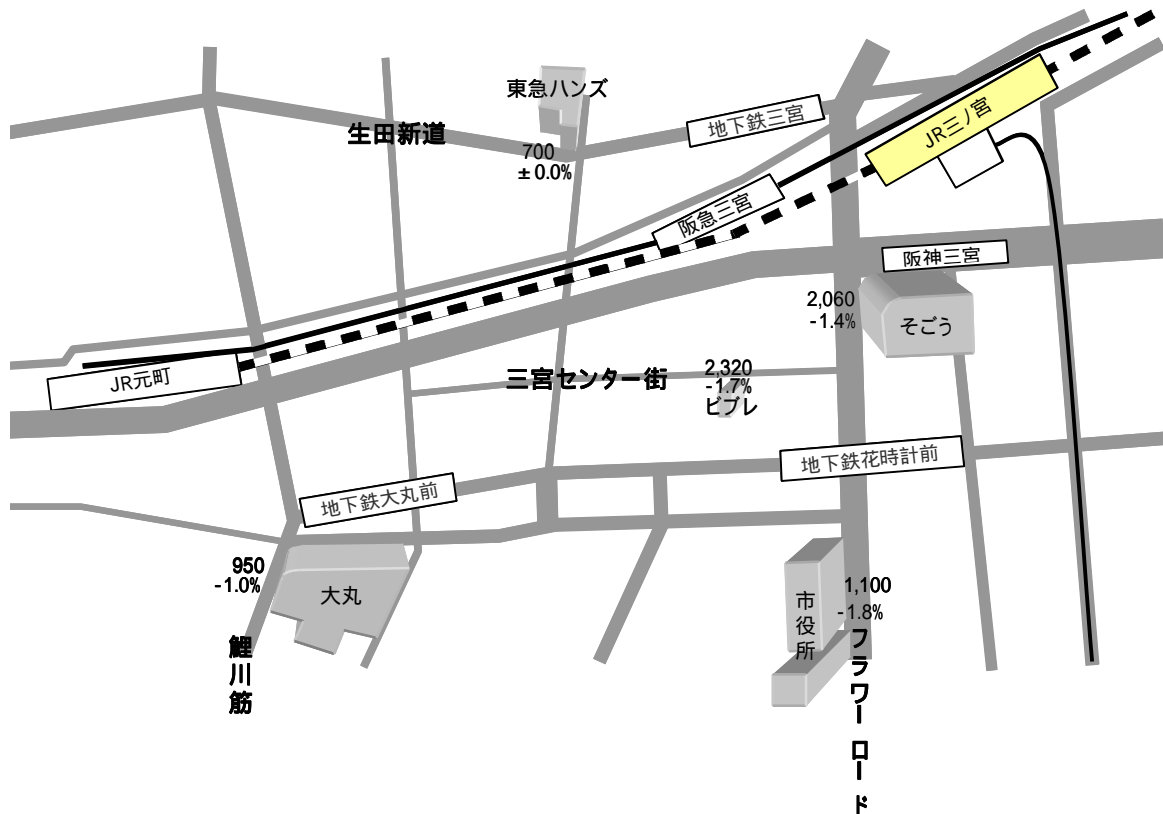 東急ハンズ
地下鉄三宮
JR三ノ宮
生田新道
700
±0.0%
阪急三宮
阪神三宮
2,060
-1.4%
そごう
JR元町
三宮センター街
2,320
-1.7%
ビブレ
地下鉄花時計前
地下鉄大丸前
950
-1.0%
大丸
市役所
1,100
-1.8%
鯉川筋
フラワーロード